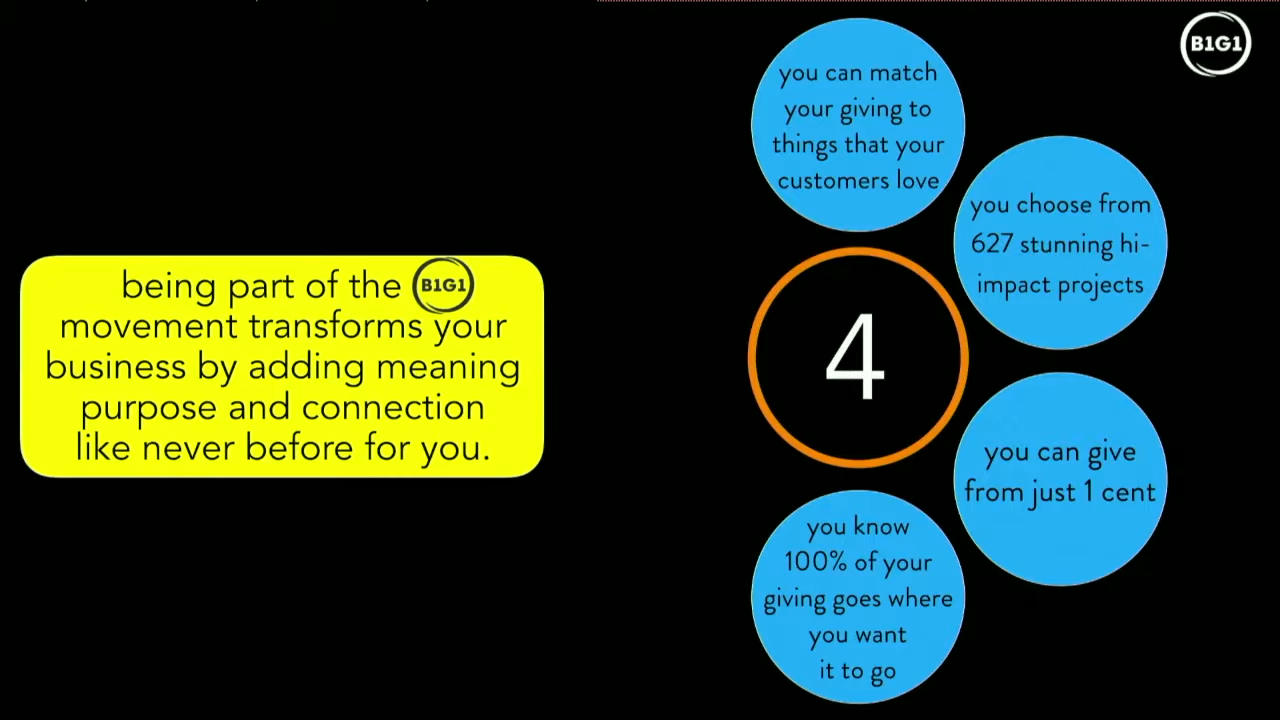 B1G1
being part of the B1G1
movement transforms your
business by adding meaning
purpose and connection
like never before for you.
4
you can match
your giving to
things that your
customers love
you choose from
627 stunning hi-
impact projects
you can give
from just 1 cent
you know
100% of your
giving goes where
you want
it to go